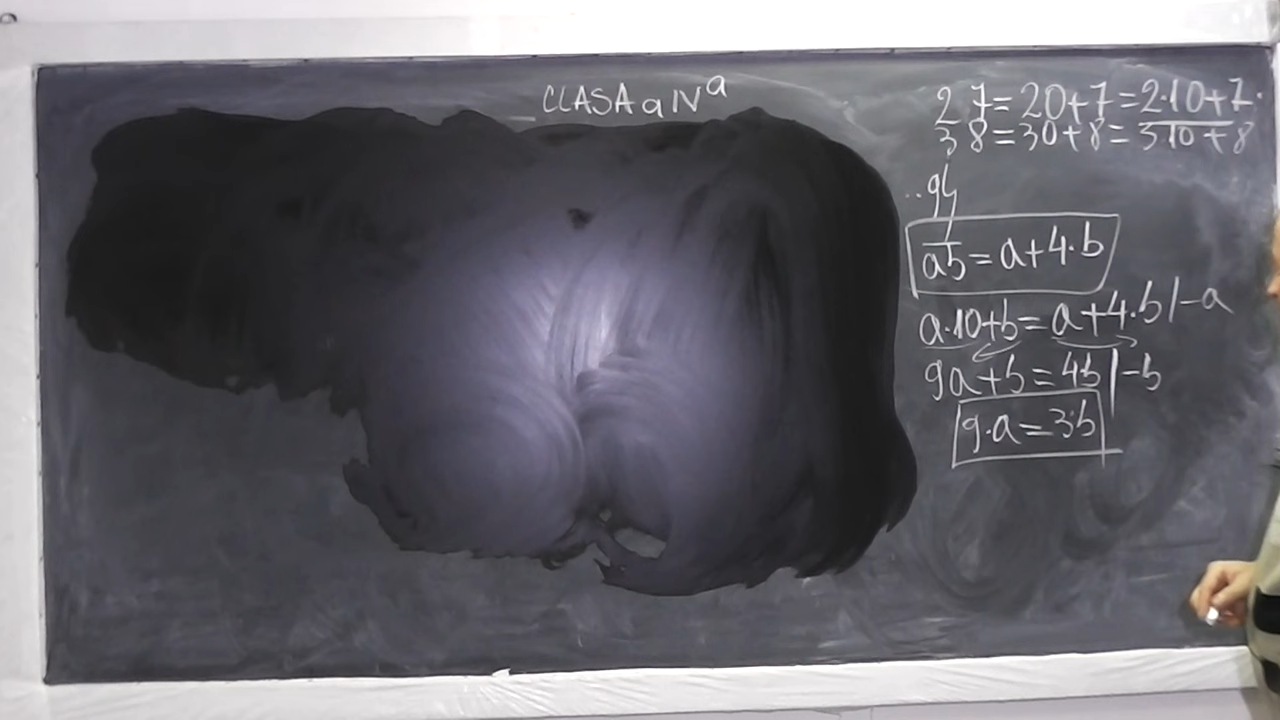 CLASA a IVª
27=20+7=2·10+7.
38=30+8=3·10+8
ab=a+4·b
a·10+b=a+4·b|-a
9a+b=4b|-b
9·a=3·b